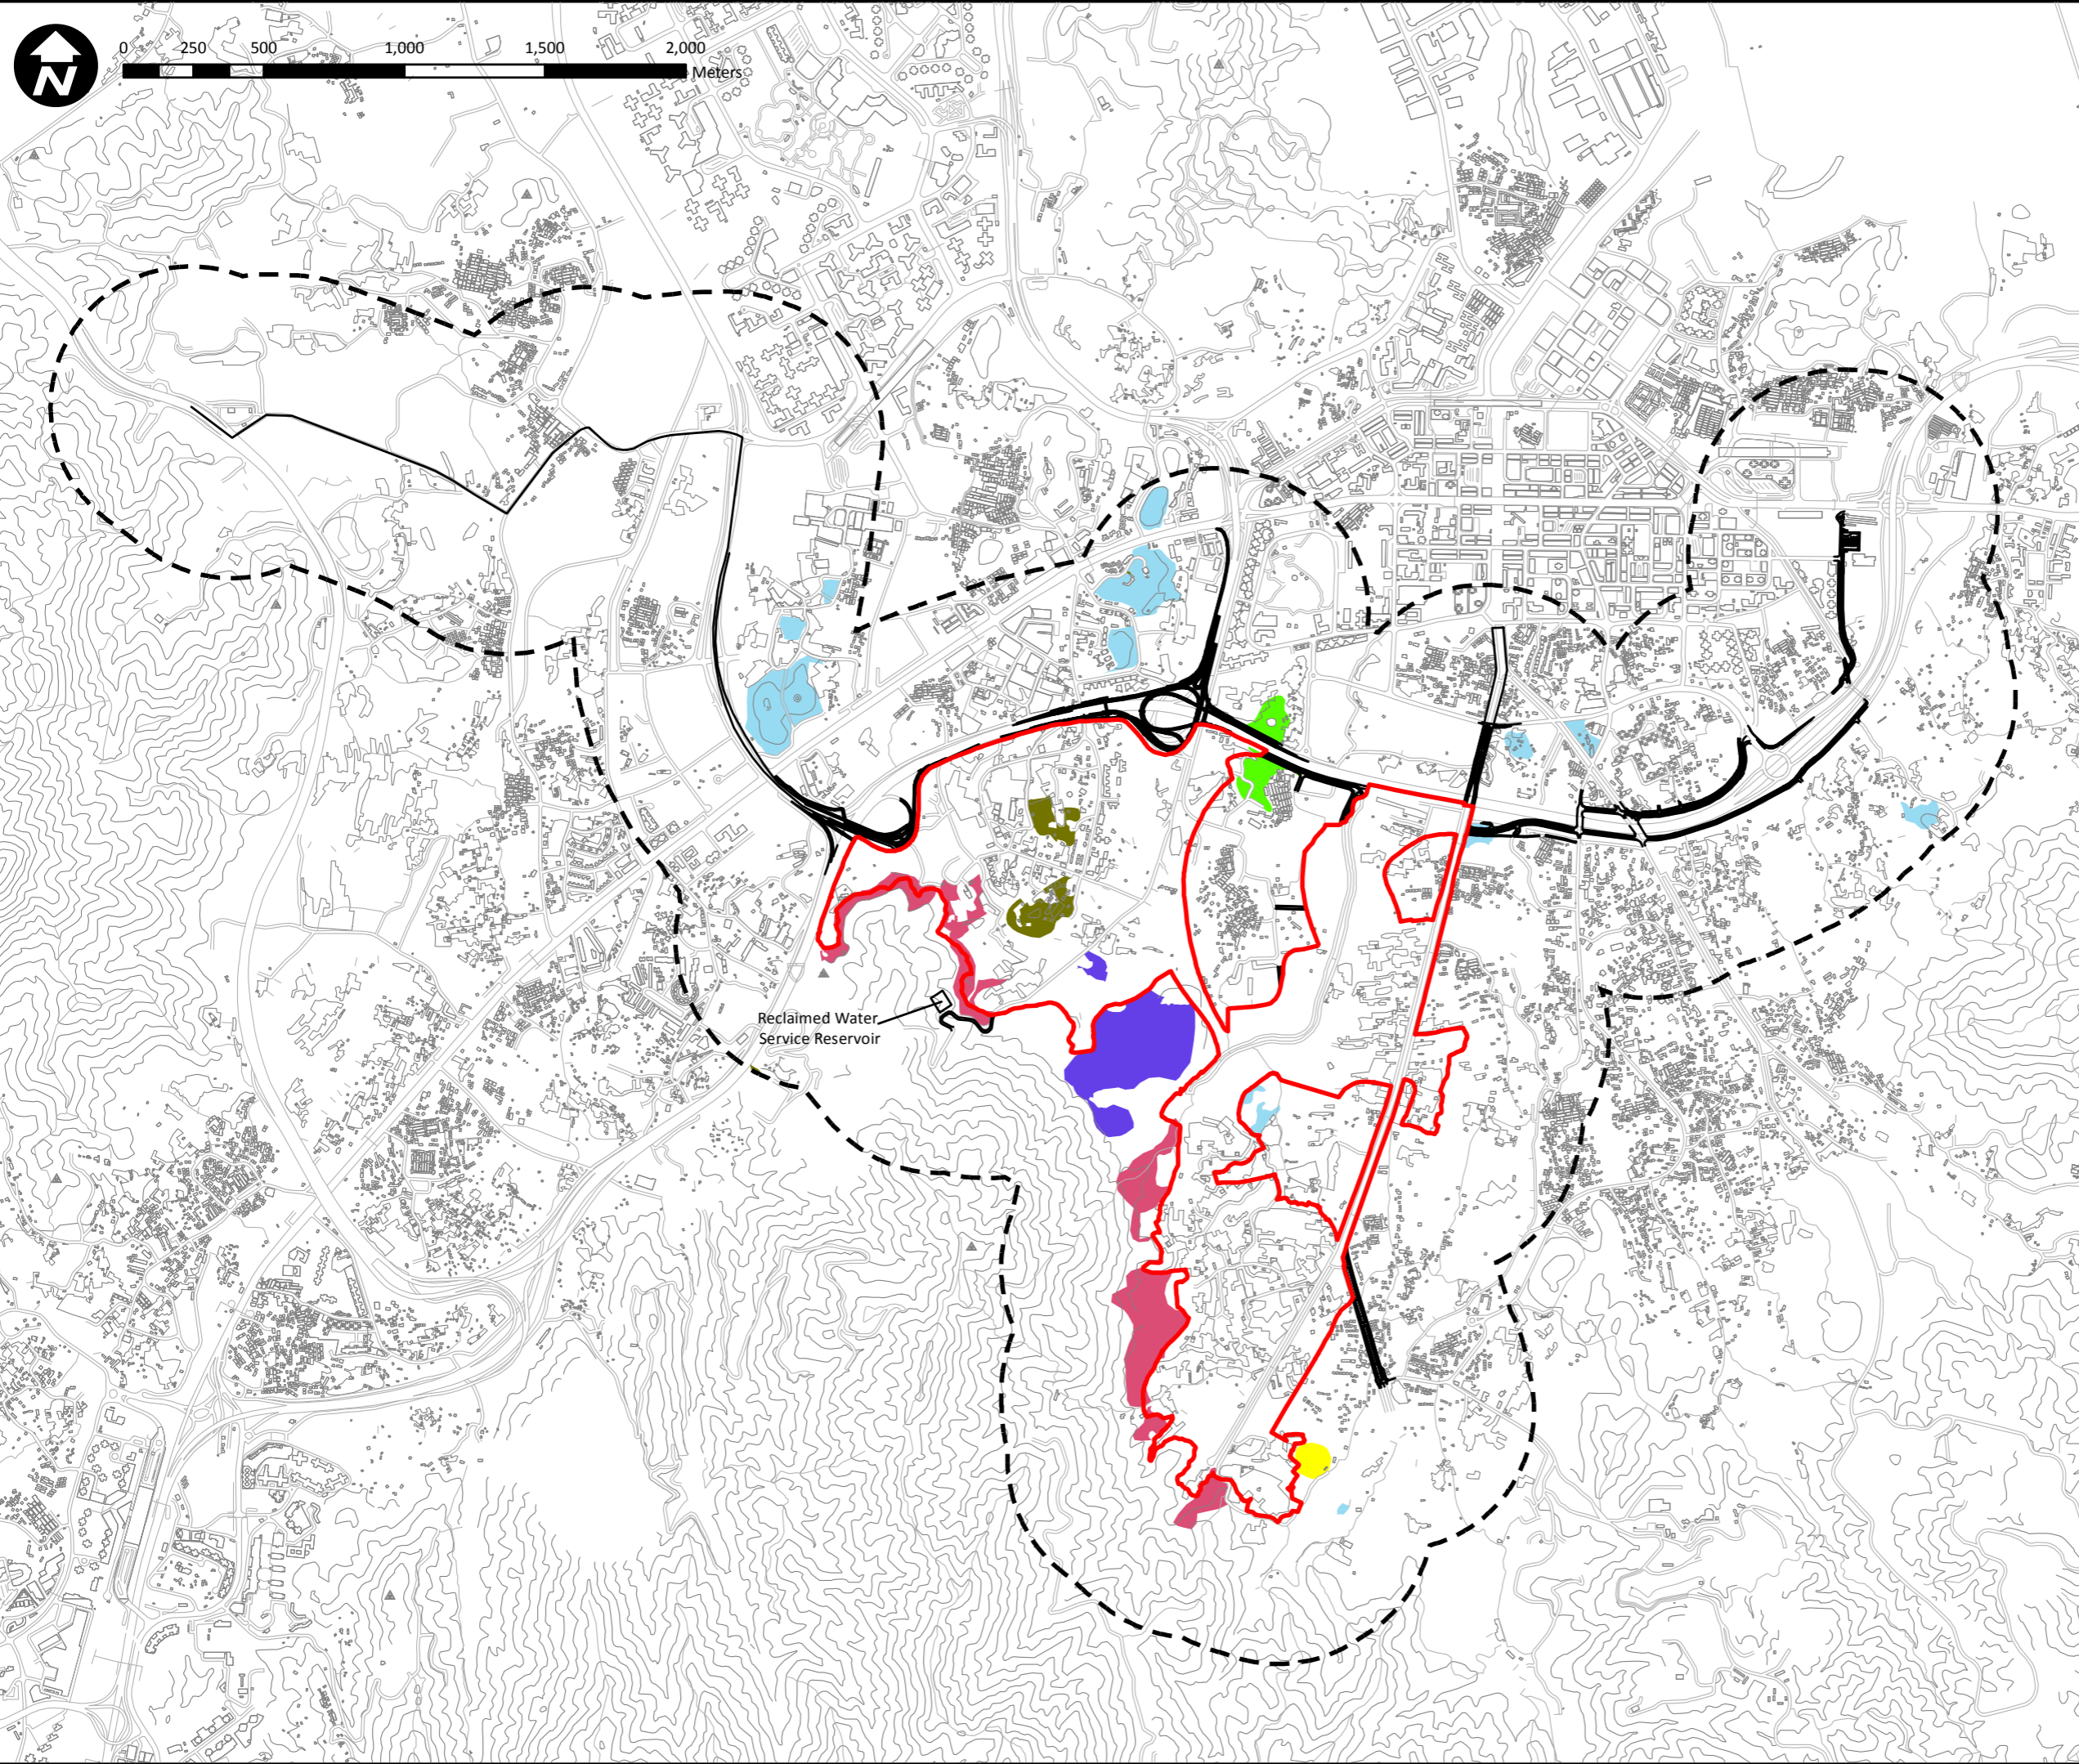 N
0 250 500 1,000 1,500 2,000
Meters
Reclaimed Water
Service Reservoir